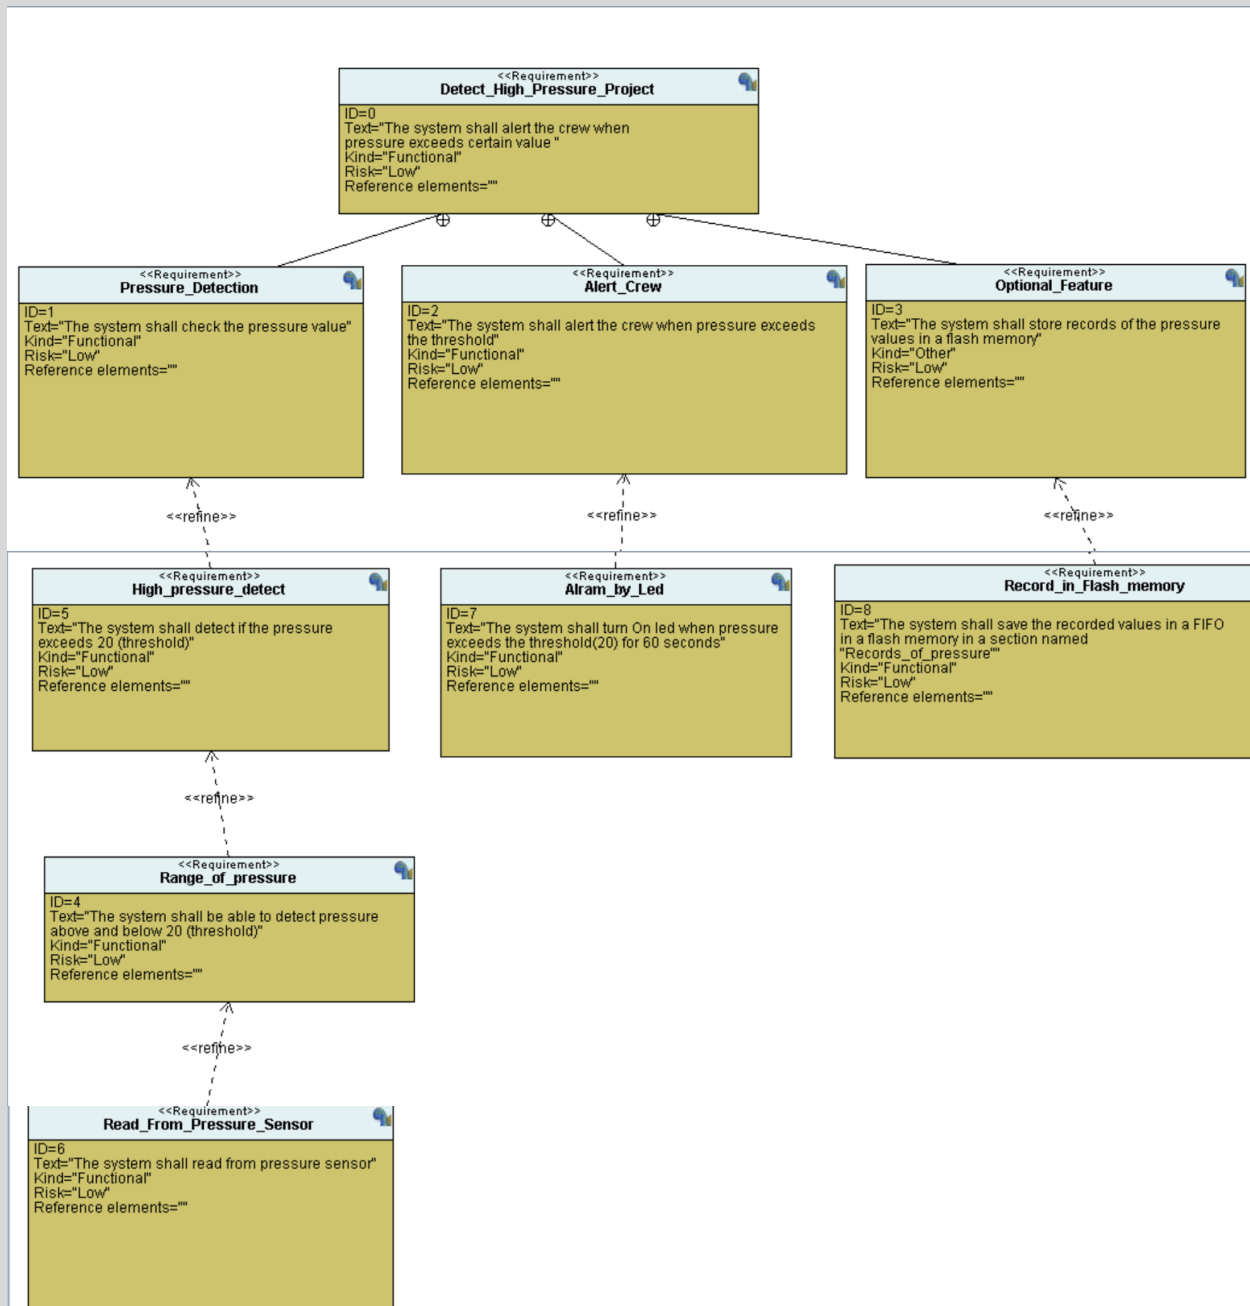 <<Requirement>>
Detect_High_Pressure_Project
ID=0
Text="The system shall alert the crew when
pressure exceeds certain value "
Kind="Functional"
Risk="Low"
Reference elements=""
<<Requirement>>
Pressure_Detection
ID=1
Text="The system shall check the pressure value"
Kind="Functional"
Risk="Low"
Reference elements=""
<<Requirement>>
Alert_Crew
ID=2
Text="The system shall alert the crew when pressure exceeds
the threshold"
Kind="Functional"
Risk="Low"
Reference elements=""
<<Requirement>>
Optional_Feature
ID=3
Text="The system shall store records of the pressure
values in a flash memory"
Kind="Other"
Risk="Low"
Reference elements=""
<<refine>>
<<refine>>
<<refine>>
<<Requirement>>
High_pressure_detect
ID=5
Text="The system shall detect if the pressure
exceeds 20 (threshold)"
Kind="Functional"
Risk="Low"
Reference elements=""
<<Requirement>>
Alram_by_Led
ID=7
Text="The system shall turn On led when pressure
exceeds the threshold(20) for 60 seconds"
Kind="Functional"
Risk="Low"
Reference elements=""
<<Requirement>>
Record_in_Flash_memory
ID=8
Text="The system shall save the recorded values in a FIFO
in a flash memory in a section named
"Records_of_pressure""
Kind="Functional"
Risk="Low"
Reference elements=""
<<refine>>
<<Requirement>>
Range_of_pressure
ID=4
Text="The system shall be able to detect pressure
above and below 20 (threshold)"
Kind="Functional"
Risk="Low"
Reference elements=""
<<refine>>
<<Requirement>>
Read_From_Pressure_Sensor
ID=6
Text="The system shall read from pressure sensor"
Kind="Functional"
Risk="Low"
Reference elements=""